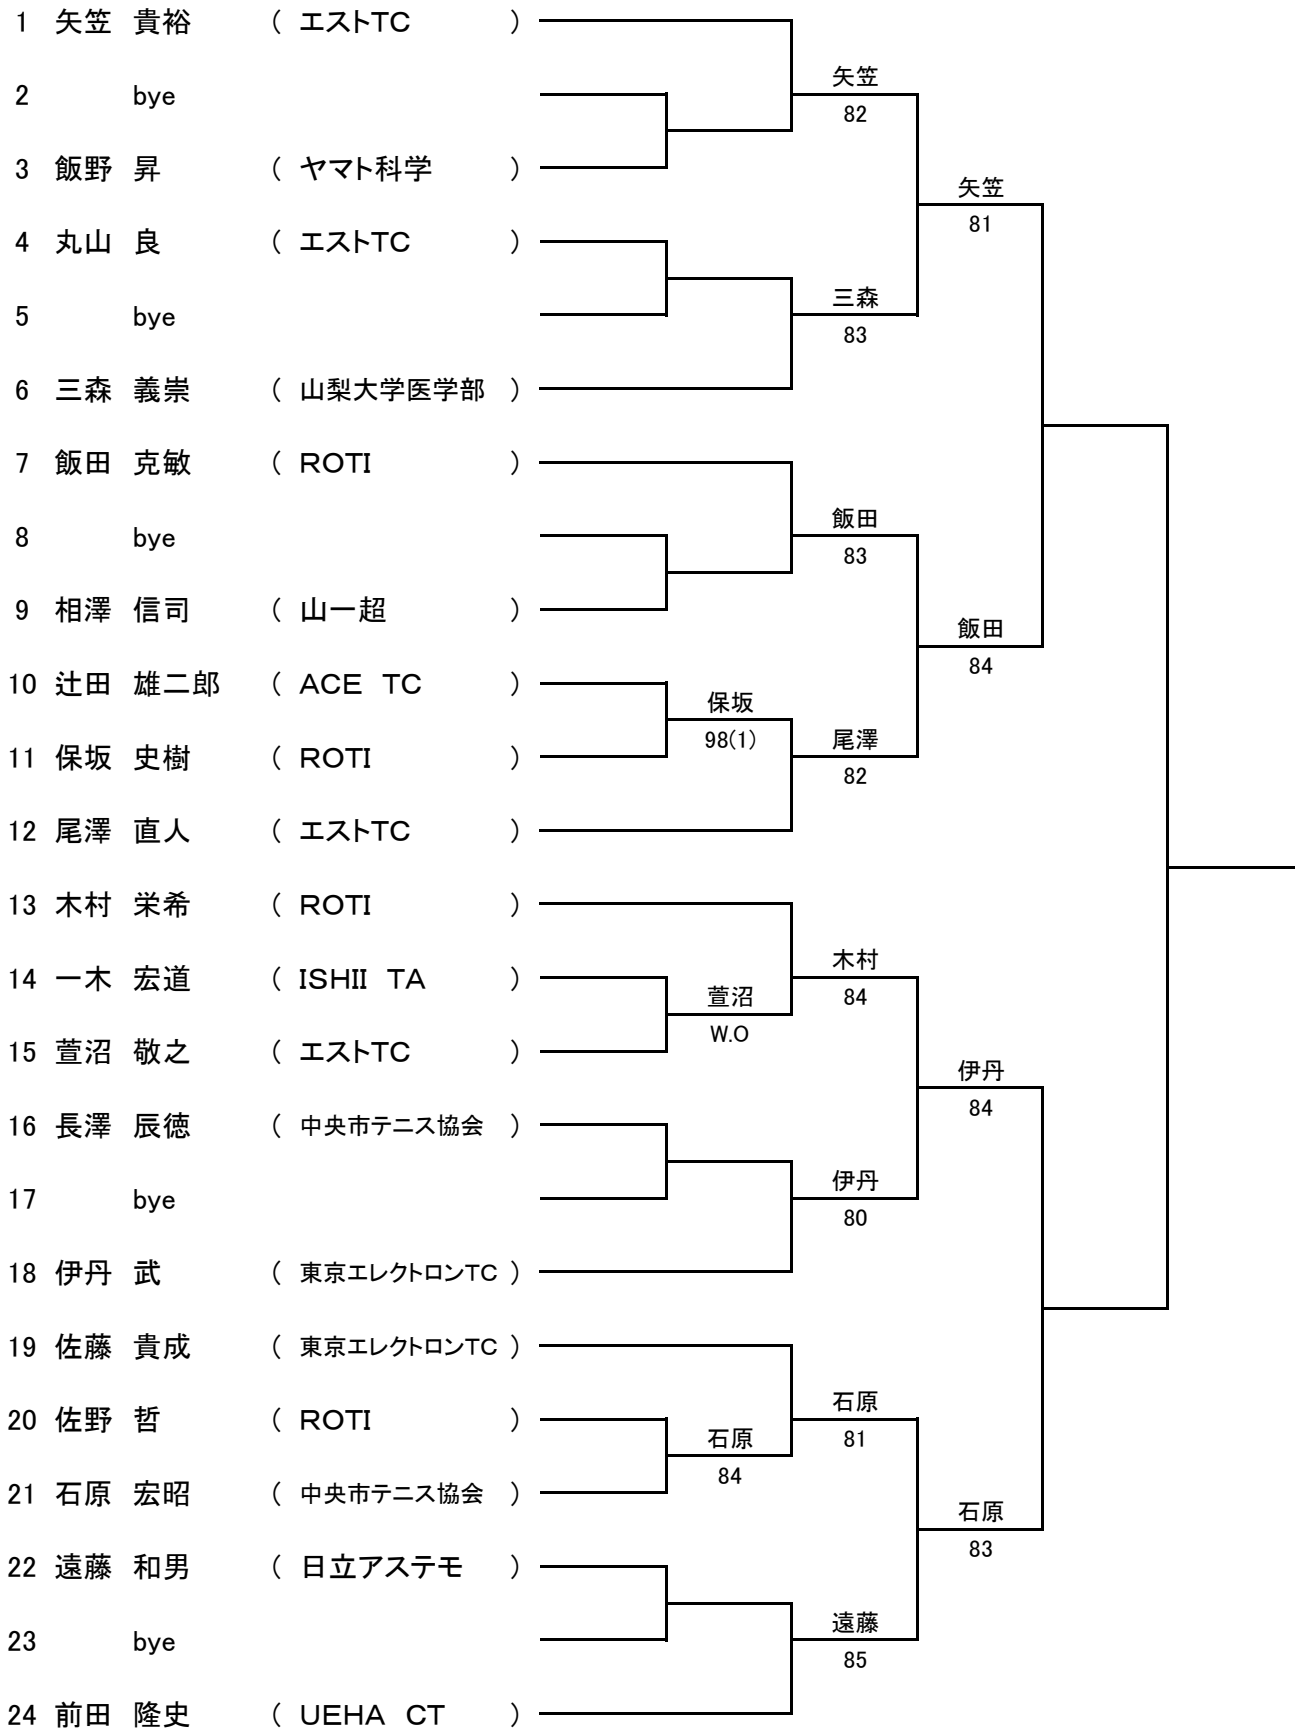 1 矢笠 貴裕 ( エストTC )
矢笠
2 bye
82
3 飯野 昇 ( ヤマト科学 )
矢笠
81
4 丸山 良 ( エストTC )
三森
5 bye
83
6 三森 義崇 ( 山梨大学医学部 )
7 飯田 克敏 ( ROTI )
飯田
8 bye
83
9 相澤 信司 ( 山一超 )
飯田
84
10 辻田 雄二郎 ( ACE TC )
保坂
98(1)
尾澤
11 保坂 史樹 ( ROTI )
82
12 尾澤 直人 ( エストTC )
13 木村 栄希 ( ROTI )
木村
14 一木 宏道 ( ISHII TA )
萱沼
84
W.O
15 萱沼 敬之 ( エストTC )
伊丹
84
16 長澤 辰徳 ( 中央市テニス協会 )
伊丹
17 bye
80
18 伊丹 武 ( 東京エレクトロンTC )
19 佐藤 貴成 ( 東京エレクトロンTC )
石原
20 佐野 哲 ( ROTI )
石原
81
84
21 石原 宏昭 ( 中央市テニス協会 )
石原
83
22 遠藤 和男 ( 日立アステモ )
遠藤
23 bye
85
24 前田 隆史 ( UEHA CT )